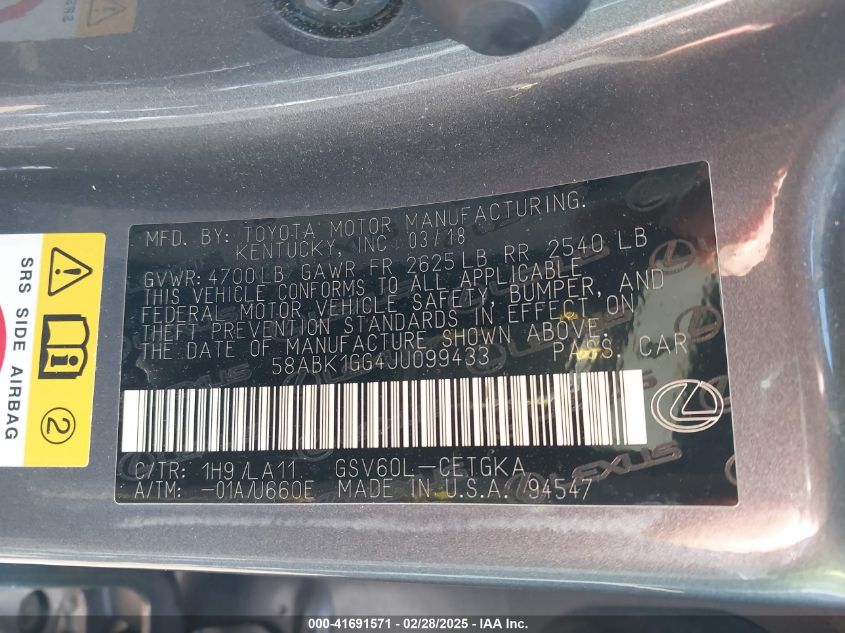 MFD. BY: TOYOTA MOTOR MANUFACTURING.
KENTUCKY, INC 03/18
GVWR: 4700LB GAWR FR 2625LB RR 2540 LB
THIS VEHICLE CONFORMS TO ALL APPLICABLE
FEDERAL MOTOR VEHICLE SAFETY, BUMPER, AND
THEFT PREVENTION STANDARDS IN EFFECT ON
THE DATE OF MANUFACTURE SHOWN ABOVE.
58ABK1GG4JU099433 PASS. CAR
C/TR: 1H9/LA11 GSV60L-CETGKA
A/TM: -01A/U660E MADE IN U.S.A. 94547
LEXUS
SRS SIDE AIRBAG
2
000-41691571 | 02/28/2025 - Copyright © IAA, Inc.